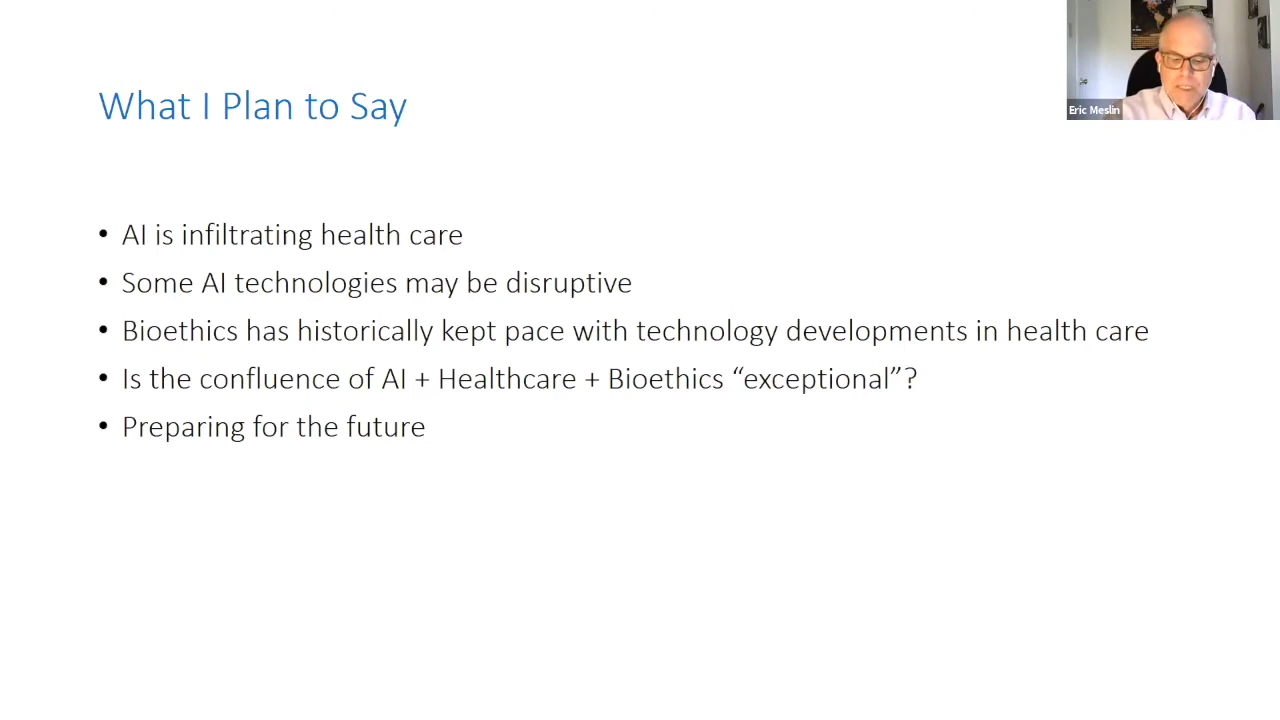 What I Plan to Say
Eric Meslin
• AI is infiltrating health care
• Some AI technologies may be disruptive
• Bioethics has historically kept pace with technology developments in health care
• Is the confluence of AI + Healthcare + Bioethics “exceptional”?
• Preparing for the future